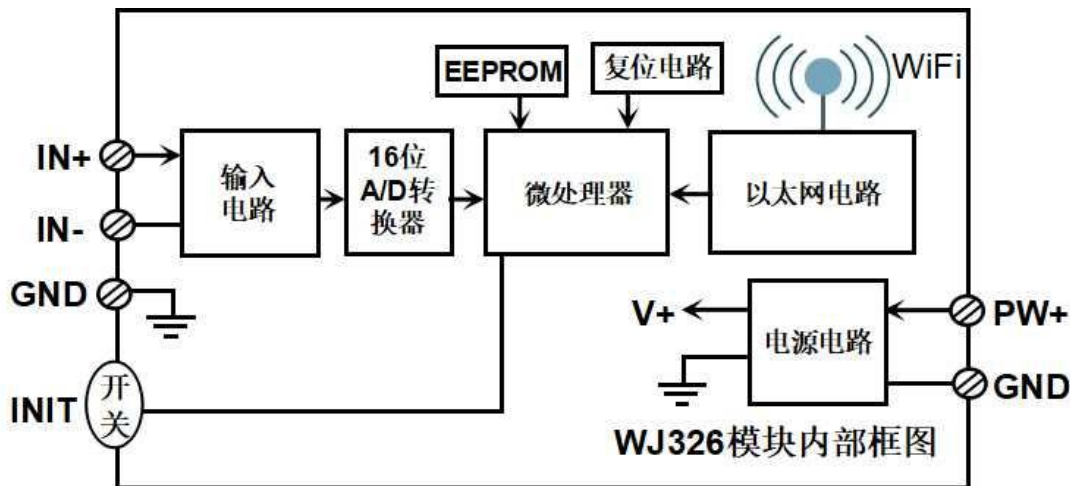 EEPROM
复位电路
WiFi
IN+
IN-
GND
INIT
开
关
输入
电路
16位
A/D转
换器
微处理器
以太网电路
V+
电源电路
PW+
GND
WJ326模块内部框图